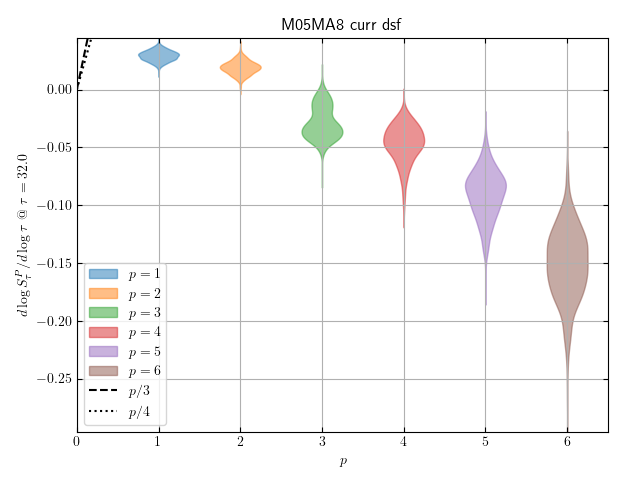 M05MA8 curr dsf
d log S_τ^P / d log τ @ τ = 32.0
0.00
−0.05
−0.10
−0.15
−0.20
−0.25
p = 1
p = 2
p = 3
p = 4
p = 5
p = 6
p/3
p/4
0 1 2 3 4 5 6
p